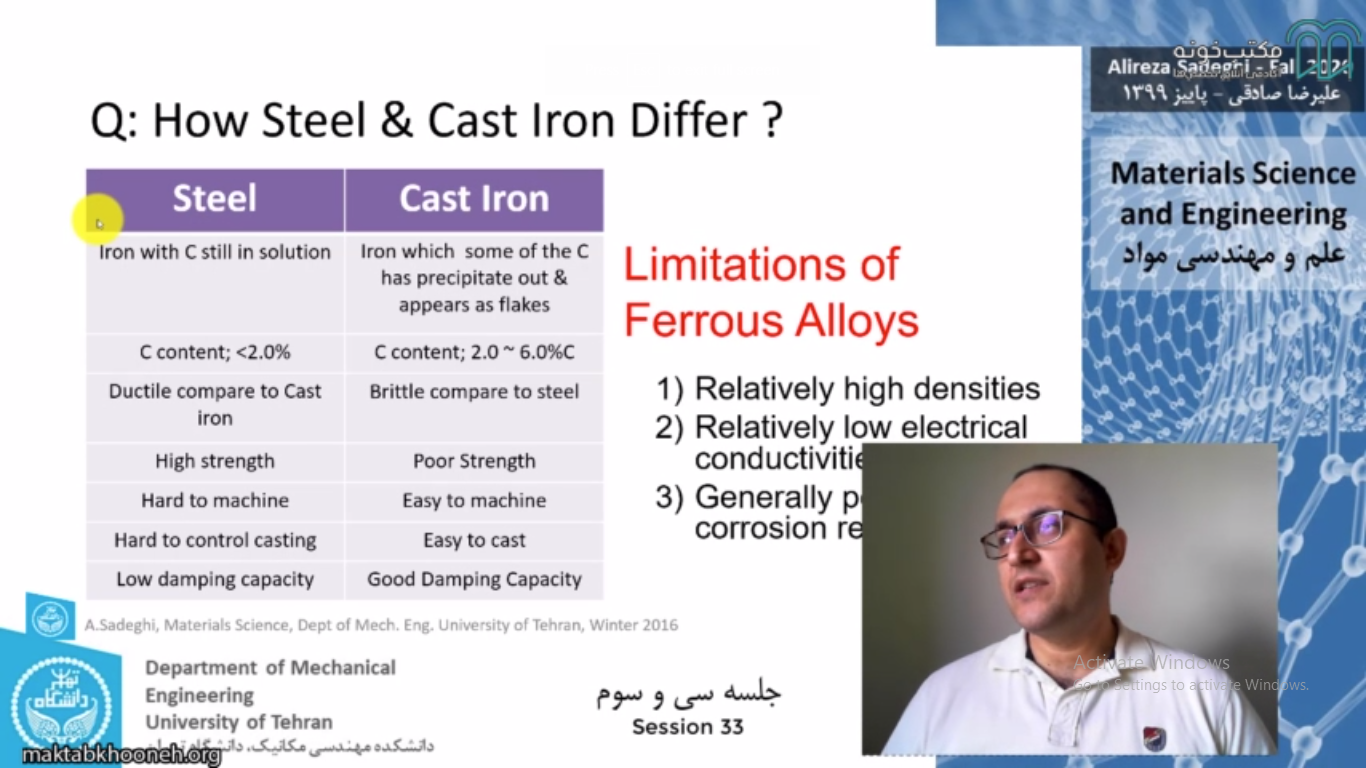 Q: How Steel & Cast Iron Differ ?
Steel
Cast Iron
Iron with C still in solution
Iron which some of the C
has precipitate out &
appears as flakes
C content; <2.0%
C content; 2.0 ~ 6.0%C
Ductile compare to Cast
iron
Brittle compare to steel
High strength
Poor Strength
Hard to machine
Easy to machine
Hard to control casting
Easy to cast
Low damping capacity
Good Damping Capacity
Limitations of
Ferrous Alloys
1) Relatively high densities
2) Relatively low electrical
conductivitie
3) Generally p
corrosion re
مکتب‌خونه
Alireza Sadeghi - Fall 2020
علیرضا صادقی - پاییز ۱۳۹۹
Materials Science
and Engineering
علم و مهندسی مواد
A.Sadeghi, Materials Science, Dept of Mech. Eng. University of Tehran, Winter 2016
Department of Mechanical
Engineering
University of Tehran
دانشکده مهندسی مکانیک، دانشگاه تهران
maktabkhooneh.org
جلسه سی و سوم
Session 33
Activate Windows
Go to Settings to activate Windows.